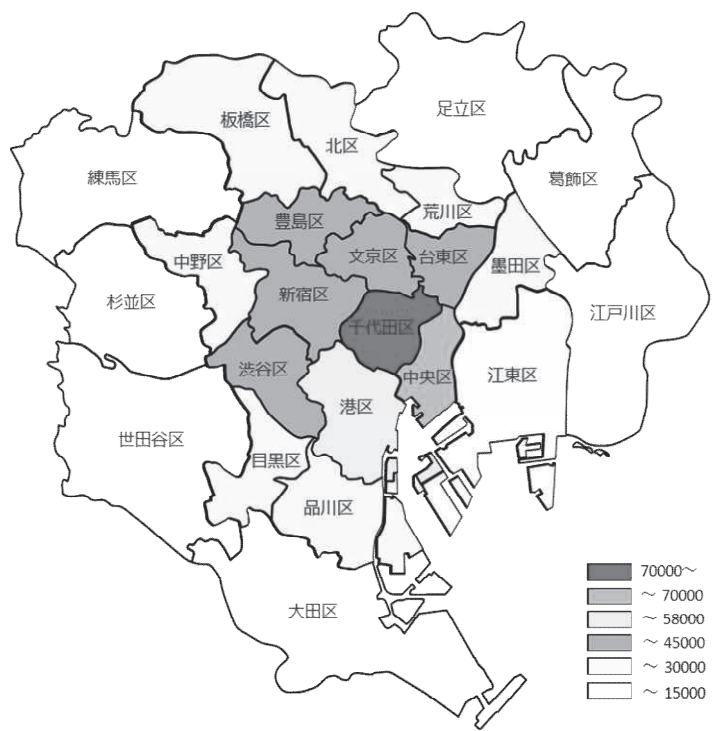 足立区
板橋区
北区
練馬区
葛飾区
荒川区
豊島区
文京区
台東区
中野区
墨田区
新宿区
杉並区
江戸川区
千代田区
渋谷区
中央区
江東区
港区
世田谷区
目黒区
品川区
大田区
70000～
～ 70000
～ 58000
～ 45000
～ 30000
～ 15000